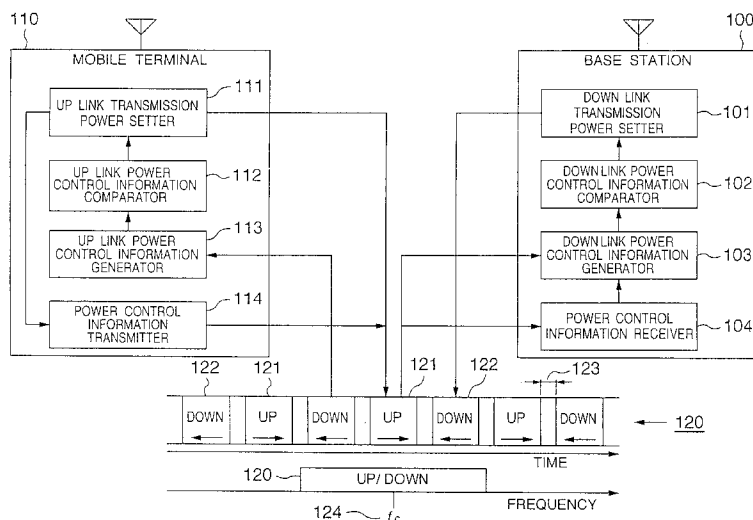 110
MOBILE TERMINAL
111
UP LINK TRANSMISSION
POWER SETTER
112
UP LINK POWER
CONTROL INFORMATION
COMPARATOR
113
UP LINK POWER
CONTROL INFORMATION
GENERATOR
114
POWER CONTROL
INFORMATION
TRANSMITTER
100
BASE STATION
DOWN LINK
TRANSMISSION
POWER SETTER
101
DOWN LINK POWER
CONTROL INFORMATION
COMPARATOR
102
DOWN LINK POWER
CONTROL INFORMATION
GENERATOR
103
POWER CONTROL
INFORMATION RECEIVER
104
122 121 121 122 123
DOWN UP DOWN UP DOWN UP DOWN
120
TIME
120 UP/DOWN
FREQUENCY
124 fc